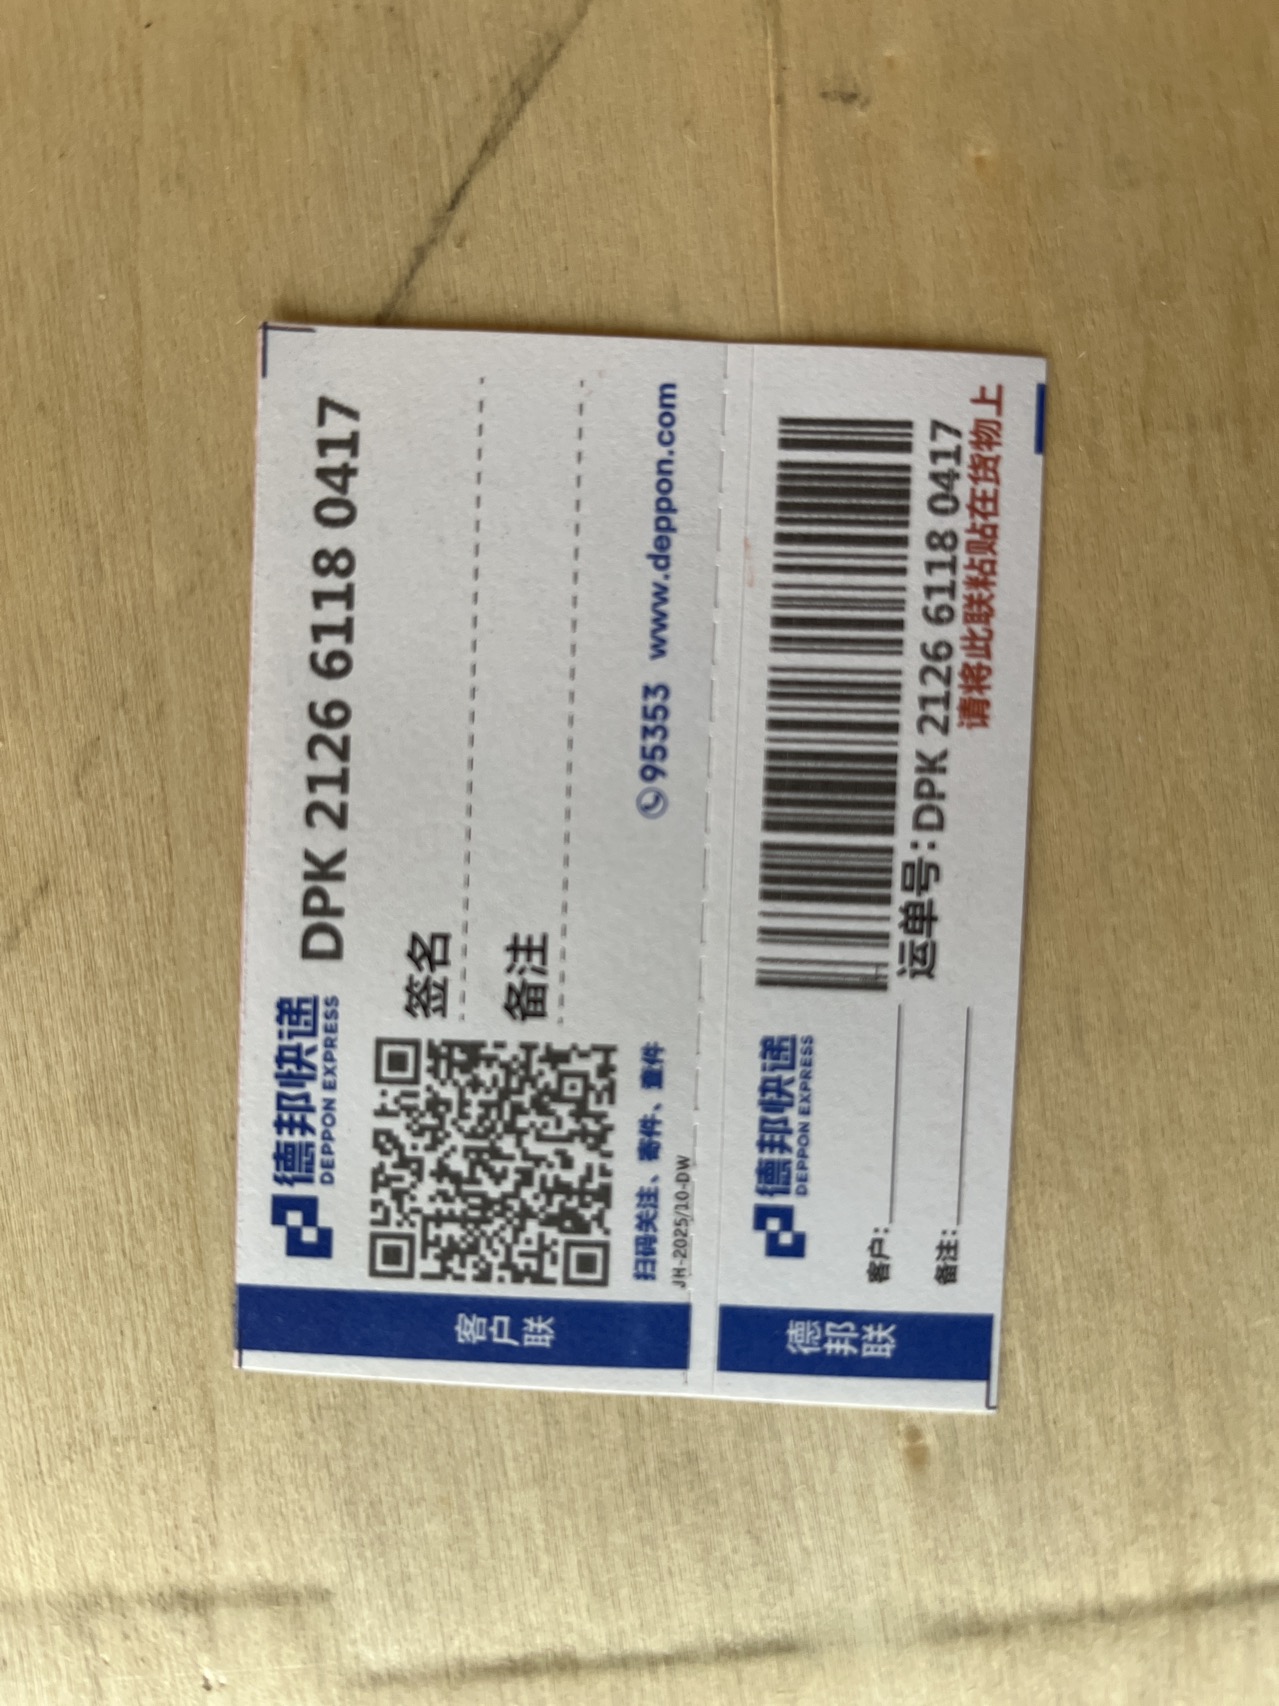 客户联
德邦快递
DEPPON EXPRESS
DPK 2126 6118 0417
签名
备注
扫码关注、寄件、查件
95353 www.deppon.com
JH-2025/10-DW
德邦联
德邦快递
DEPPON EXPRESS
客户:
备注:
运单号:DPK 2126 6118 0417
请将此联粘贴在货物上